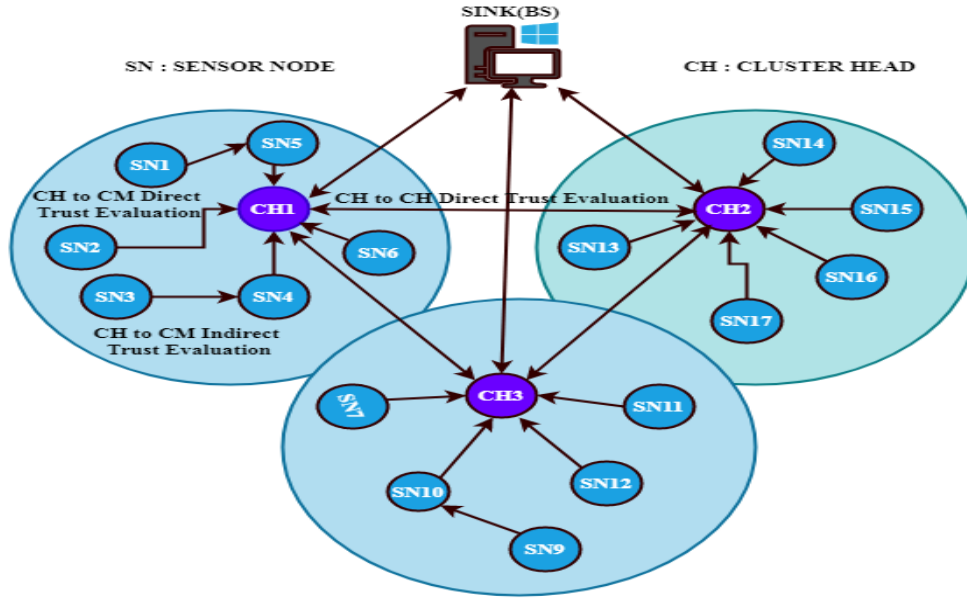 SINK(BS)
SN : SENSOR NODE
CH : CLUSTER HEAD
SN1
SN5
SN14
CH to CM Direct
Trust Evaluation
CH1
CH to CH Direct Trust Evaluation
CH2
SN15
SN2
SN6
SN13
SN16
SN3
SN4
SN17
CH to CM Indirect
Trust Evaluation
CH3
SN7
SN11
SN10
SN12
SN9